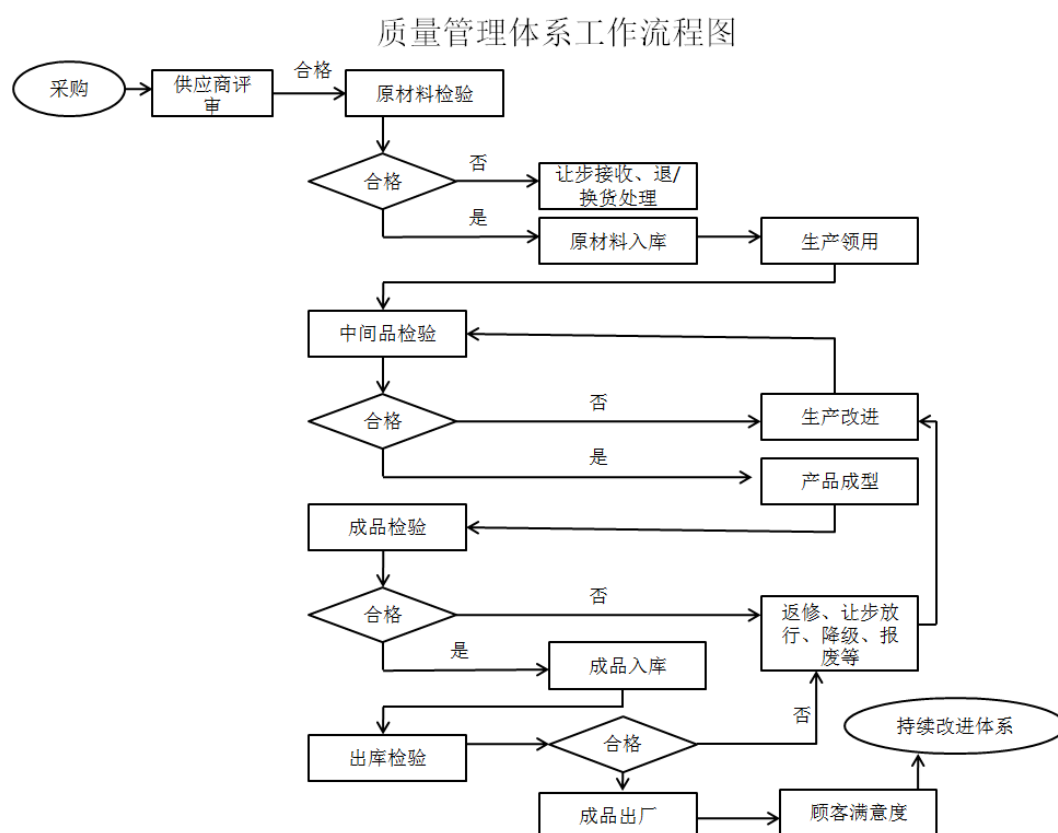 质量管理体系工作流程图
采购
供应商评
审
合格
原材料检验
合格
否
让步接收、退/
换货处理
是
原材料入库
生产领用
中间品检验
合格
否
生产改进
是
产品成型
成品检验
合格
否
返修、让步放
行、降级、报
废等
是
成品入库
出库检验
合格
否
持续改进体系
成品出厂
顾客满意度